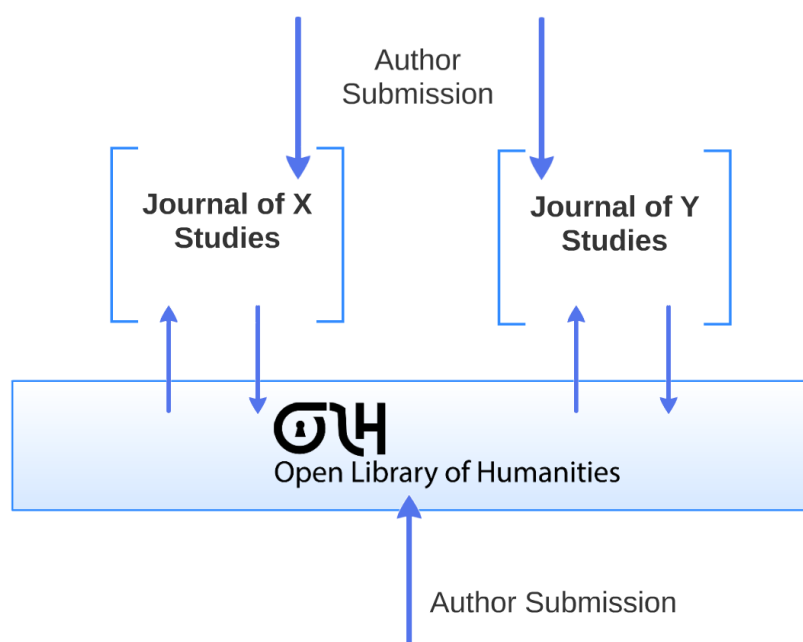 Author
Submission
Journal of X
Studies
Journal of Y
Studies
OLH
Open Library of Humanities
Author Submission